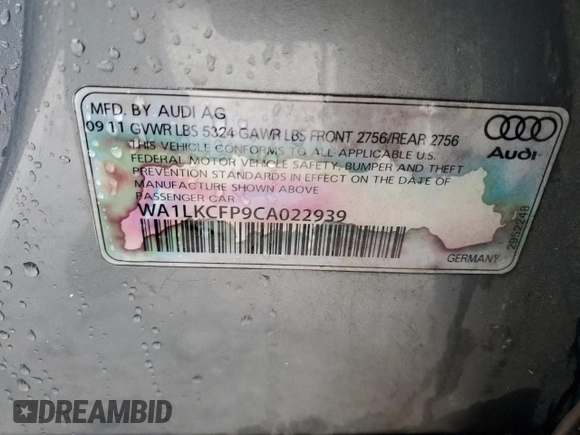 MFD. BY AUDI AG
09 11 GVWR LBS 5324 GAWR LBS FRONT 2756/REAR 2756
THIS VEHICLE CONFORMS TO ALL APPLICABLE U.S.
FEDERAL MOTOR VEHICLE SAFETY, BUMPER AND THEFT
PREVENTION STANDARDS IN EFFECT ON THE DATE OF
MANUFACTURE SHOWN ABOVE
PASSENGER CAR
WA1LKCFP9CA022939
Audi
2952248
GERMANY
DREAMBID